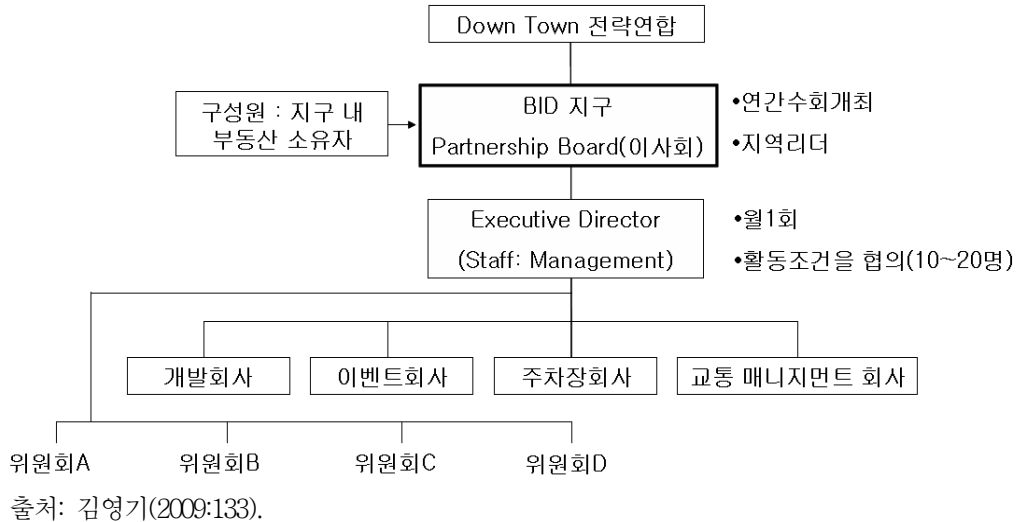 Down Town 전략연합
구성원 : 지구 내
부동산 소유자
BID 지구
Partnership Board(이사회)
•연간수회개최
•지역리더
Executive Director
(Staff: Management)
•월1회
•활동조건을 협의(10~20명)
개발회사
이벤트회사
주차장회사
교통 매니지먼트 회사
위원회A
위원회B
위원회C
위원회D
출처: 김영기(2009:133).